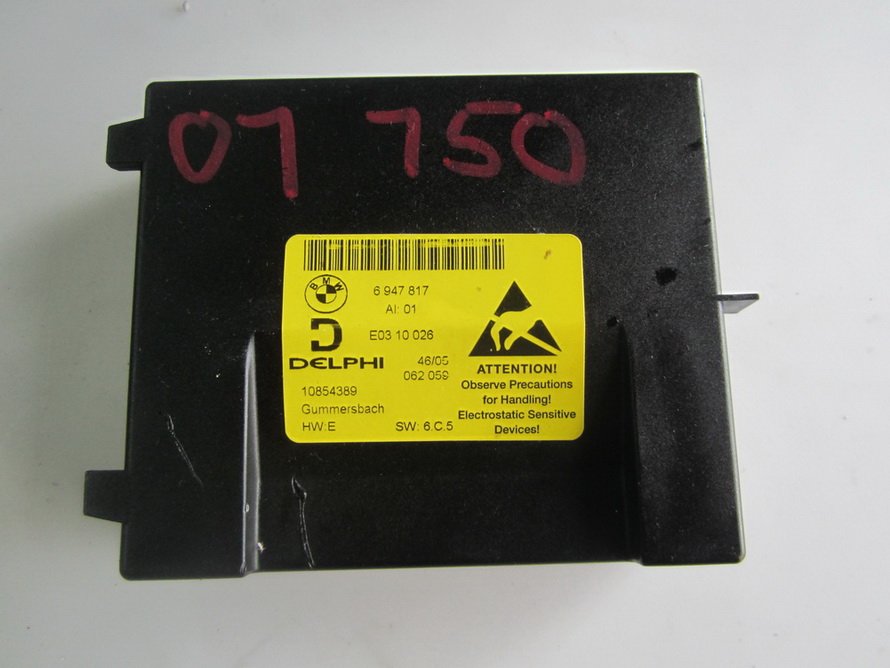 07 750
BMW
6 947 817
AI: 01
E03 10 026
DELPHI
46/05
062 059
10854389
Gummersbach
HW:E SW: 6.C.5
ATTENTION!
Observe Precautions
for Handling!
Electrostatic Sensitive
Devices!